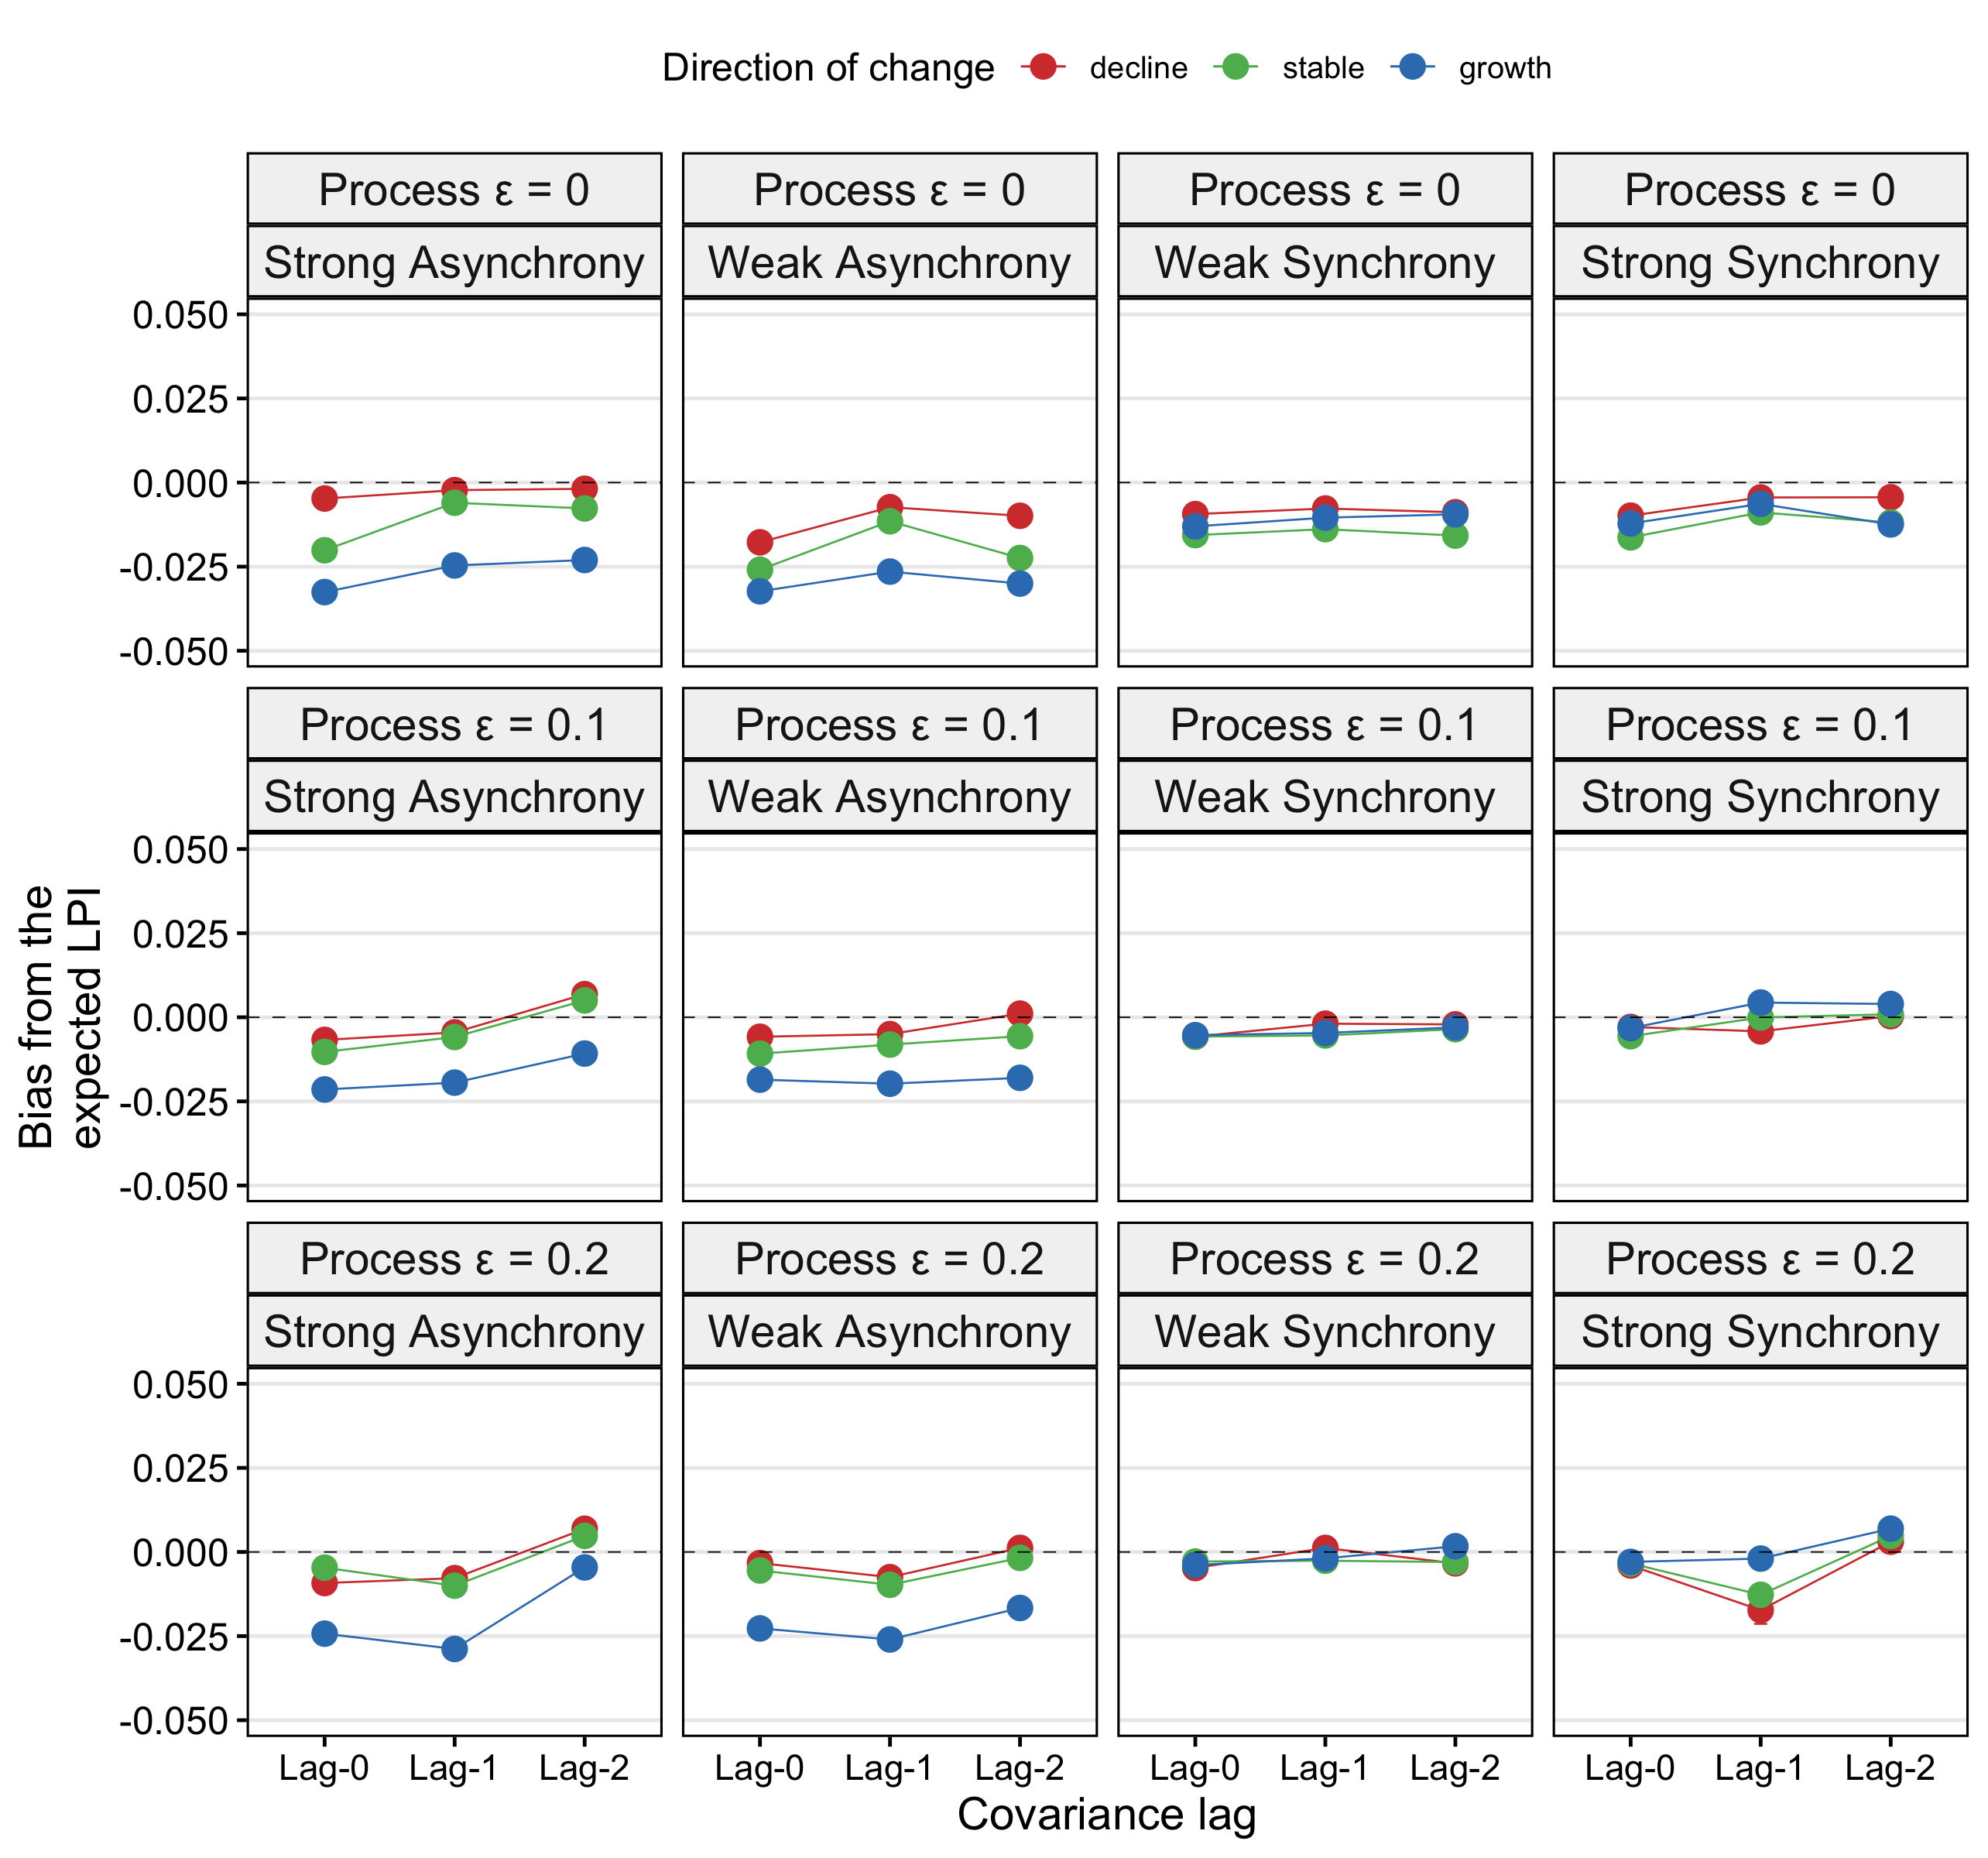 Direction of change decline stable growth
Process ε = 0 Process ε = 0 Process ε = 0 Process ε = 0
Strong Asynchrony Weak Asynchrony Weak Synchrony Strong Synchrony
0.050
0.025
0.000
-0.025
-0.050
Process ε = 0.1 Process ε = 0.1 Process ε = 0.1 Process ε = 0.1
Strong Asynchrony Weak Asynchrony Weak Synchrony Strong Synchrony
0.050
0.025
0.000
-0.025
-0.050
Bias from the
expected LPI
Process ε = 0.2 Process ε = 0.2 Process ε = 0.2 Process ε = 0.2
Strong Asynchrony Weak Asynchrony Weak Synchrony Strong Synchrony
0.050
0.025
0.000
-0.025
-0.050
Lag-0 Lag-1 Lag-2 Lag-0 Lag-1 Lag-2 Lag-0 Lag-1 Lag-2 Lag-0 Lag-1 Lag-2
Covariance lag